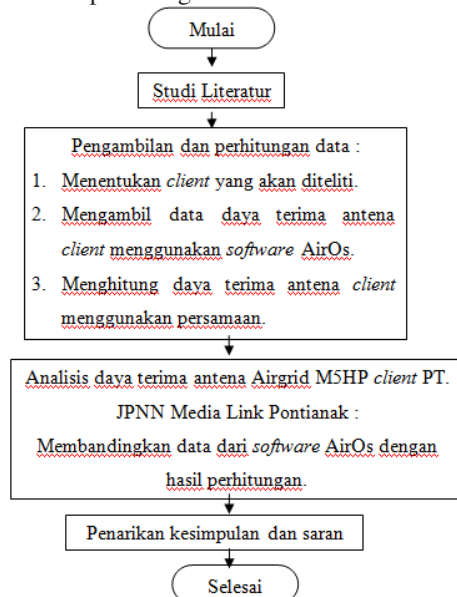 Mulai
Studi Literatur
Pengambilan dan perhitungan data :
1. Menentukan client yang akan diteliti.
2. Mengambil data daya terima antena
client menggunakan software AirOs.
3. Menghitung daya terima antena client
menggunakan persamaan.
Analisis daya terima antena Airgrid M5HP client PT.
JPNN Media Link Pontianak :
Membandingkan data dari software AirOs dengan
hasil perhitungan.
Penarikan kesimpulan dan saran
Selesai